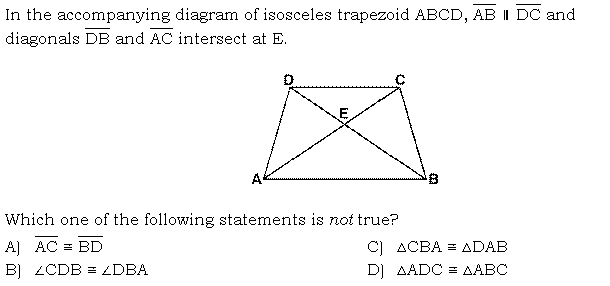 In the accompanying diagram of isosceles trapezoid ABCD, AB ∥ DC and
diagonals DB and AC intersect at E.
D C
E
A B
Which one of the following statements is not true?
A) AC ≅ BD C) △CBA ≅ △DAB
B) ∠CDB ≅ ∠DBA D) △ADC ≅ △ABC